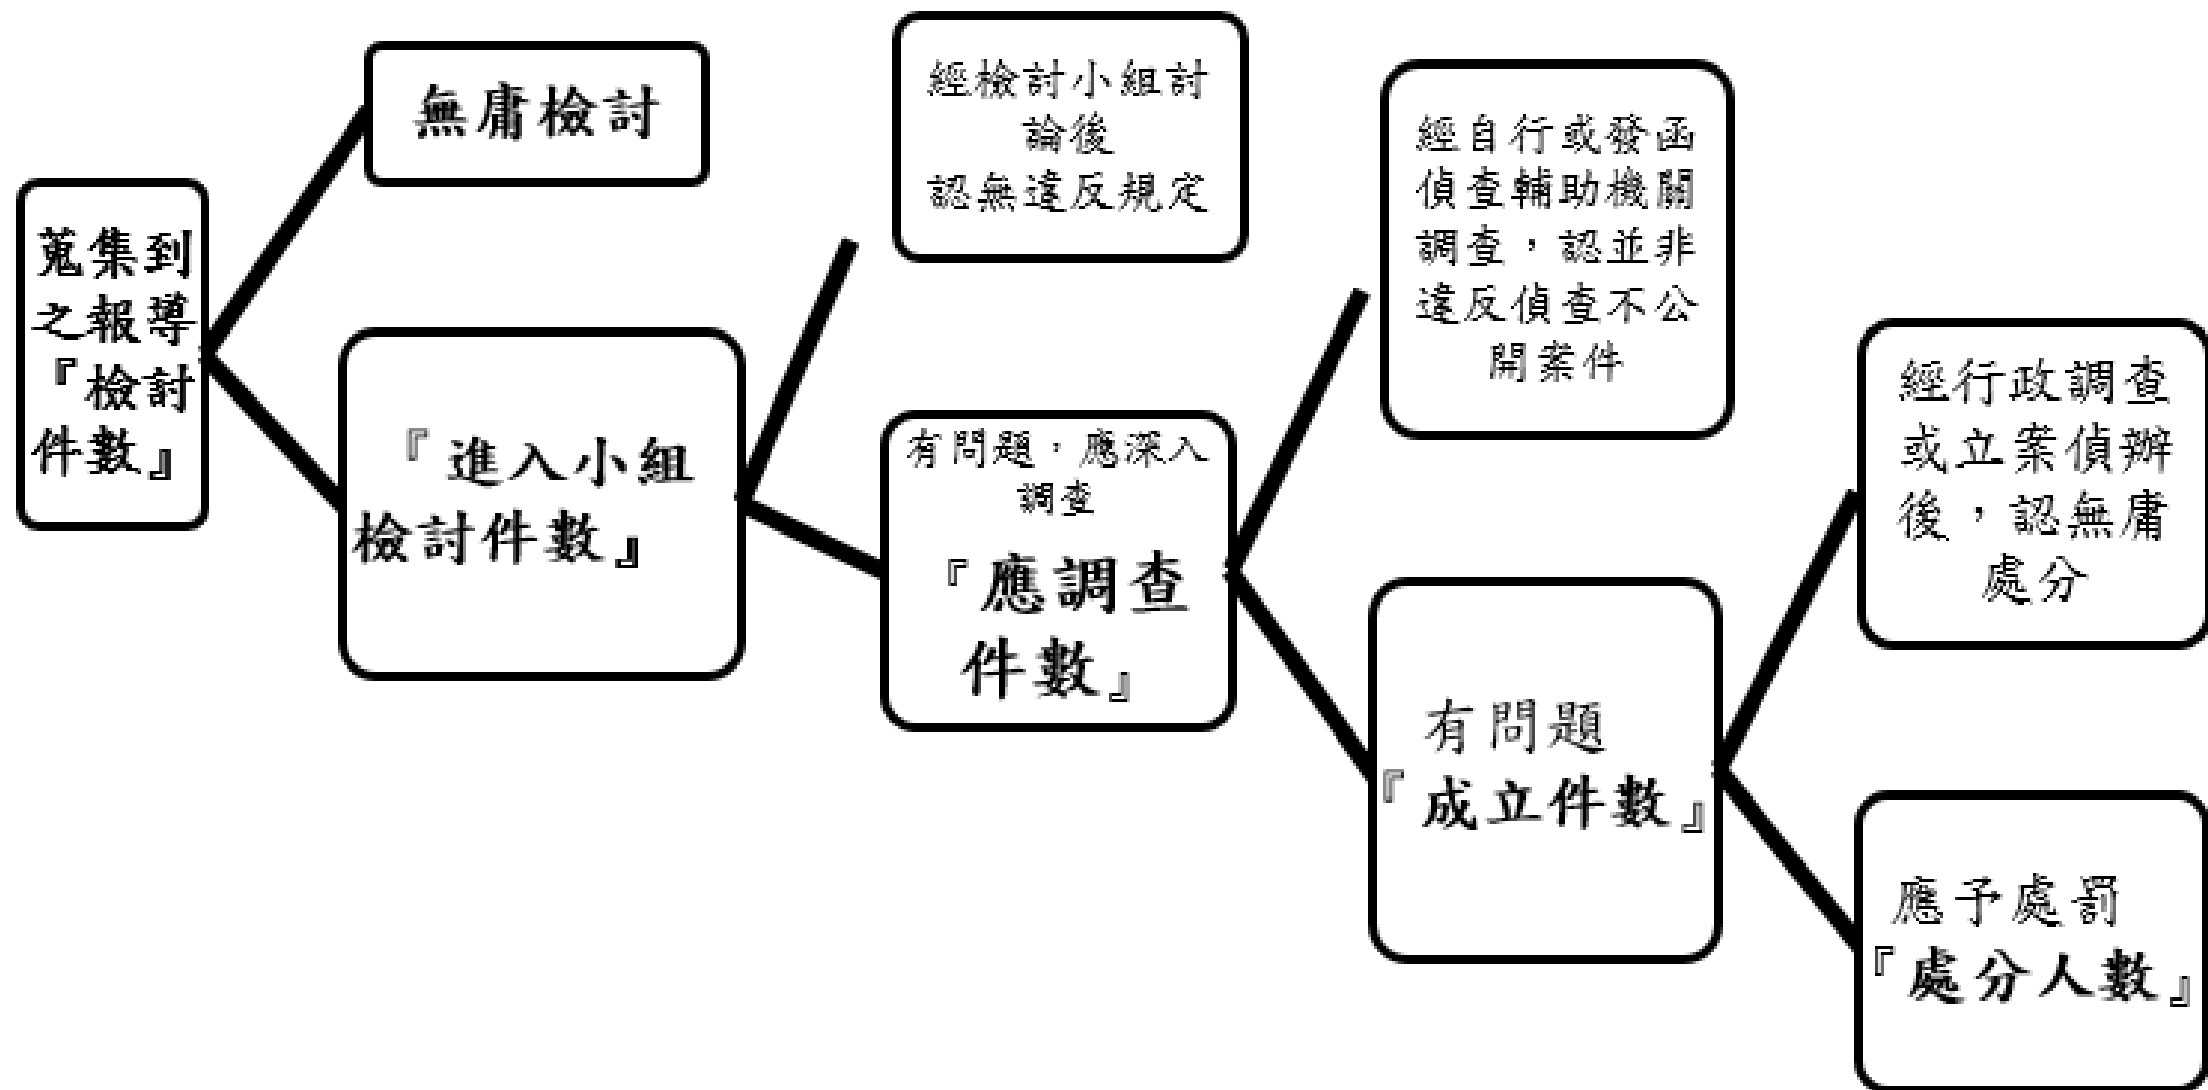 蒐集到
之報導
『檢討
件數』
無庸檢討
『進入小組
檢討件數』
經檢討小組討
論後
認無違反規定
有問題，應深入
調查
『應調查
件數』
經自行或發函
偵查輔助機關
調查，認並非
違反偵查不公
開案件
有問題
『成立件數』
經行政調查
或立案偵辦
後，認無庸
處分
應予處罰
『處分人數』